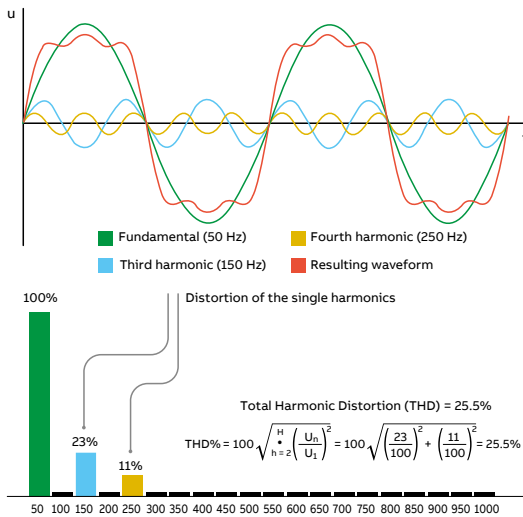 u
Fundamental (50 Hz)
Fourth harmonic (250 Hz)
Third harmonic (150 Hz)
Resulting waveform
Distortion of the single harmonics
100%
23%
11%
Total Harmonic Distortion (THD) = 25.5%
THD% = 100 √ H • h = 2 (Un / U1)² = 100 √ (23 / 100)² + (11 / 100)² = 25.5%
50 100 150 200 250 300 350 400 450 500 550 600 650 700 750 800 850 900 950 1000